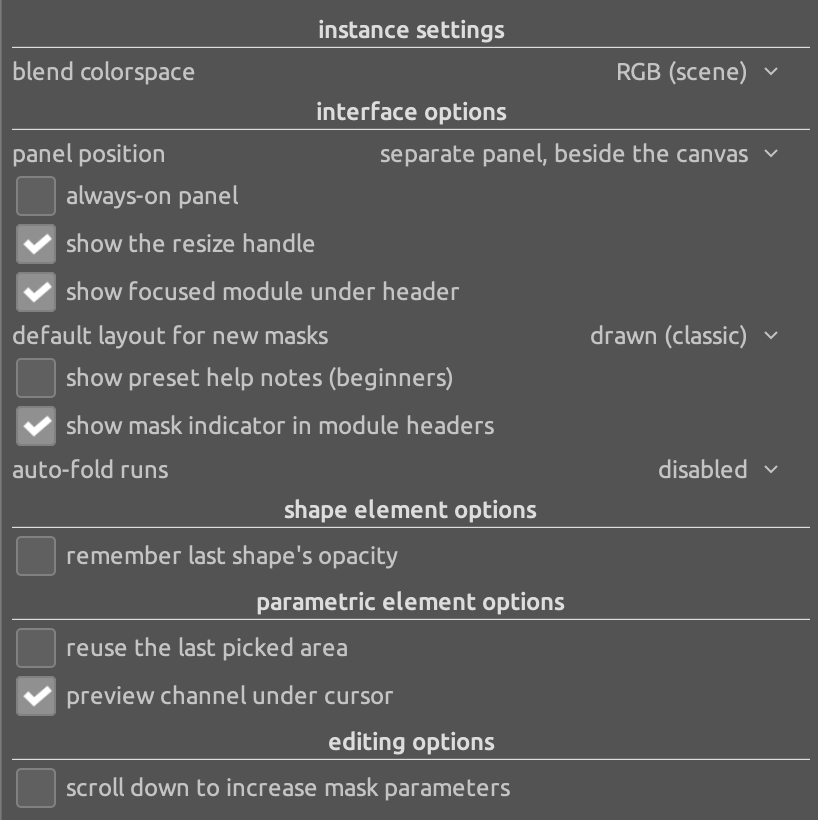 instance settings
blend colorspace RGB (scene)
interface options
panel position separate panel, beside the canvas
always-on panel
show the resize handle
show focused module under header
default layout for new masks drawn (classic)
show preset help notes (beginners)
show mask indicator in module headers
auto-fold runs disabled
shape element options
remember last shape's opacity
parametric element options
reuse the last picked area
preview channel under cursor
editing options
scroll down to increase mask parameters